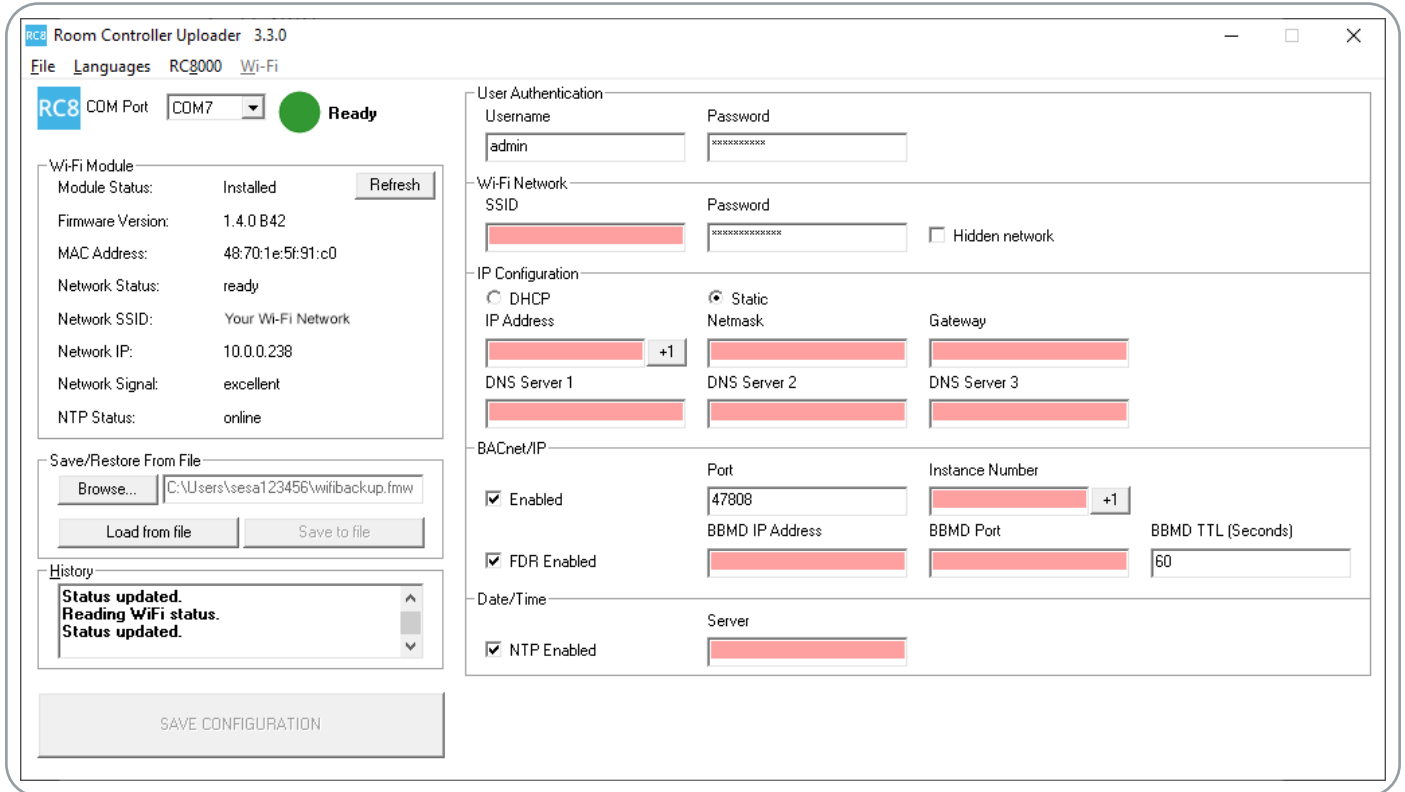 RC8 Room Controller Uploader 3.3.0
File Languages RC8000 Wi-Fi
RC8 COM Port COM7 Ready
Wi-Fi Module
Module Status: Installed Refresh
Firmware Version: 1.4.0 B42
MAC Address: 48:70:1e:5f:91:c0
Network Status: ready
Network SSID: Your Wi-Fi Network
Network IP: 10.0.0.238
Network Signal: excellent
NTP Status: online
Save/Restore From File
Browse... C:\Users\sesa123456\wifibackup.fmw
Load from file Save to file
History
Status updated.
Reading WiFi status.
Status updated.
SAVE CONFIGURATION
User Authentication
Username Password
admin **********
Wi-Fi Network
SSID Password
************* Hidden network
IP Configuration
DHCP Static
IP Address Netmask Gateway
+1
DNS Server 1 DNS Server 2 DNS Server 3
BACnet/IP
Port Instance Number
Enabled 47808 +1
BBMD IP Address BBMD Port BBMD TTL (Seconds)
FDR Enabled 60
Date/Time
Server
NTP Enabled